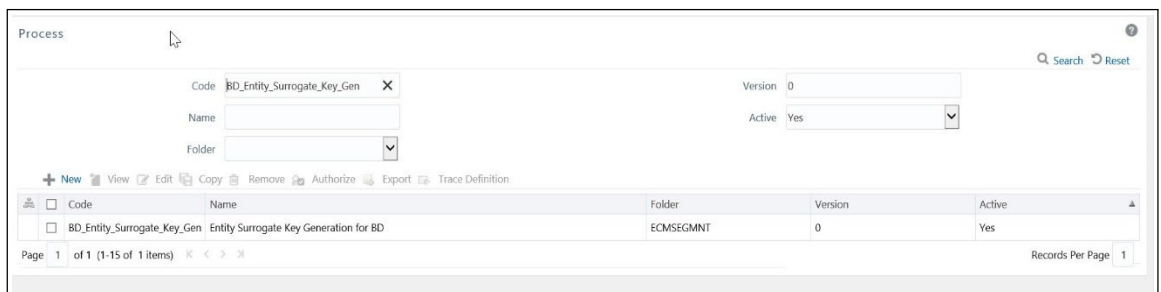 Process
Search Reset
Code BD_Entity_Surrogate_Key_Gen Version 0
Name Active Yes
Folder
New View Edit Copy Remove Authorize Export Trace Definition
Code Name Folder Version Active
BD_Entity_Surrogate_Key_Gen Entity Surrogate Key Generation for BD ECMSEGMNT 0 Yes
Page 1 of 1 (1-15 of 1 items) Records Per Page 1